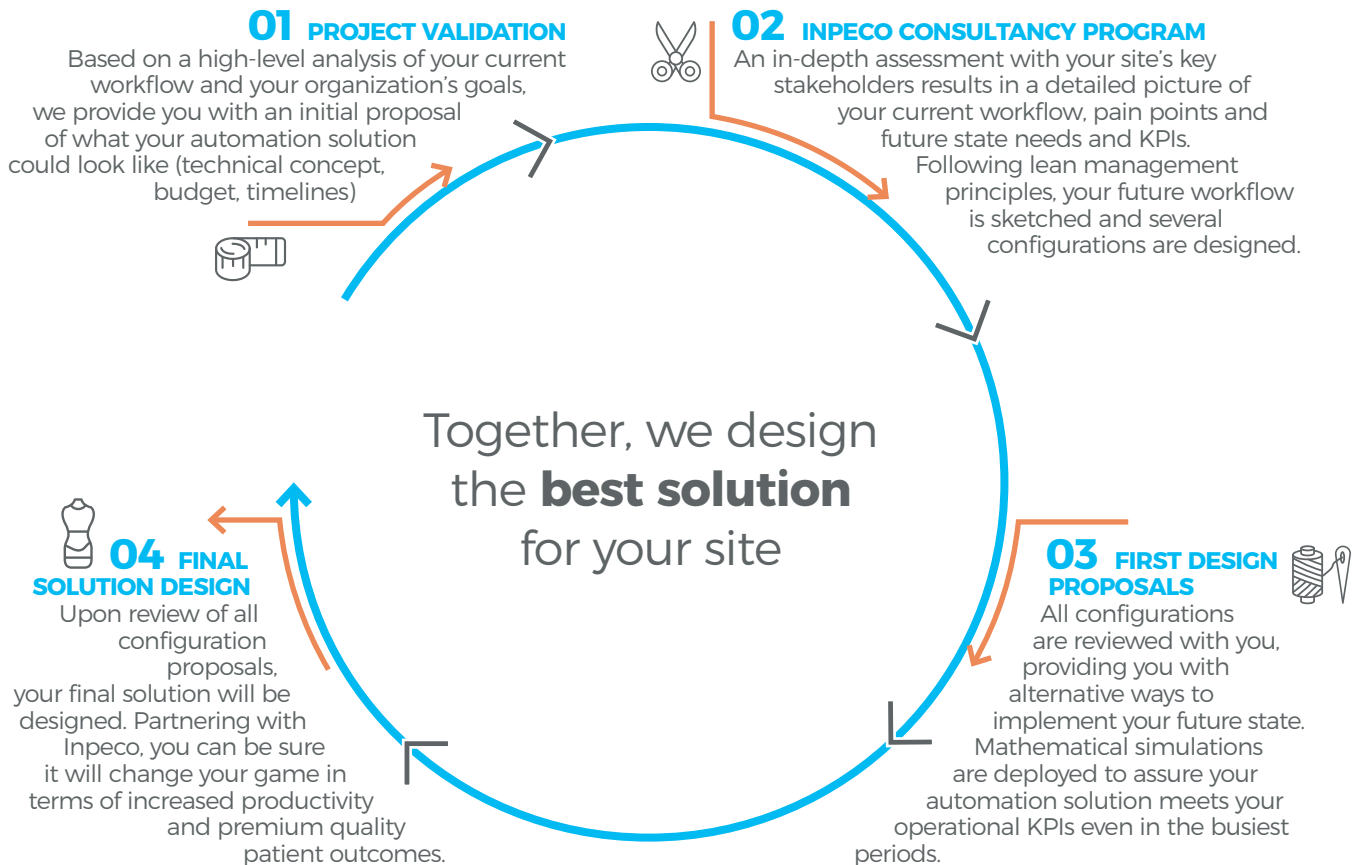 01 PROJECT VALIDATION
Based on a high-level analysis of your current
workflow and your organization's goals,
we provide you with an initial proposal
of what your automation solution
could look like (technical concept,
budget, timelines)
02 INPECO CONSULTANCY PROGRAM
An in-depth assessment with your site's key
stakeholders results in a detailed picture of
your current workflow, pain points and
future state needs and KPIs.
Following lean management
principles, your future workflow
is sketched and several
configurations are designed.
Together, we design
the best solution
for your site
03 FIRST DESIGN
PROPOSALS
All configurations
are reviewed with you,
providing you with
alternative ways to
implement your future state.
Mathematical simulations
are deployed to assure your
automation solution meets your
operational KPIs even in the busiest
periods.
04 FINAL
SOLUTION DESIGN
Upon review of all
configuration
proposals,
your final solution will be
designed. Partnering with
Inpeco, you can be sure
it will change your game in
terms of increased productivity
and premium quality
patient outcomes.